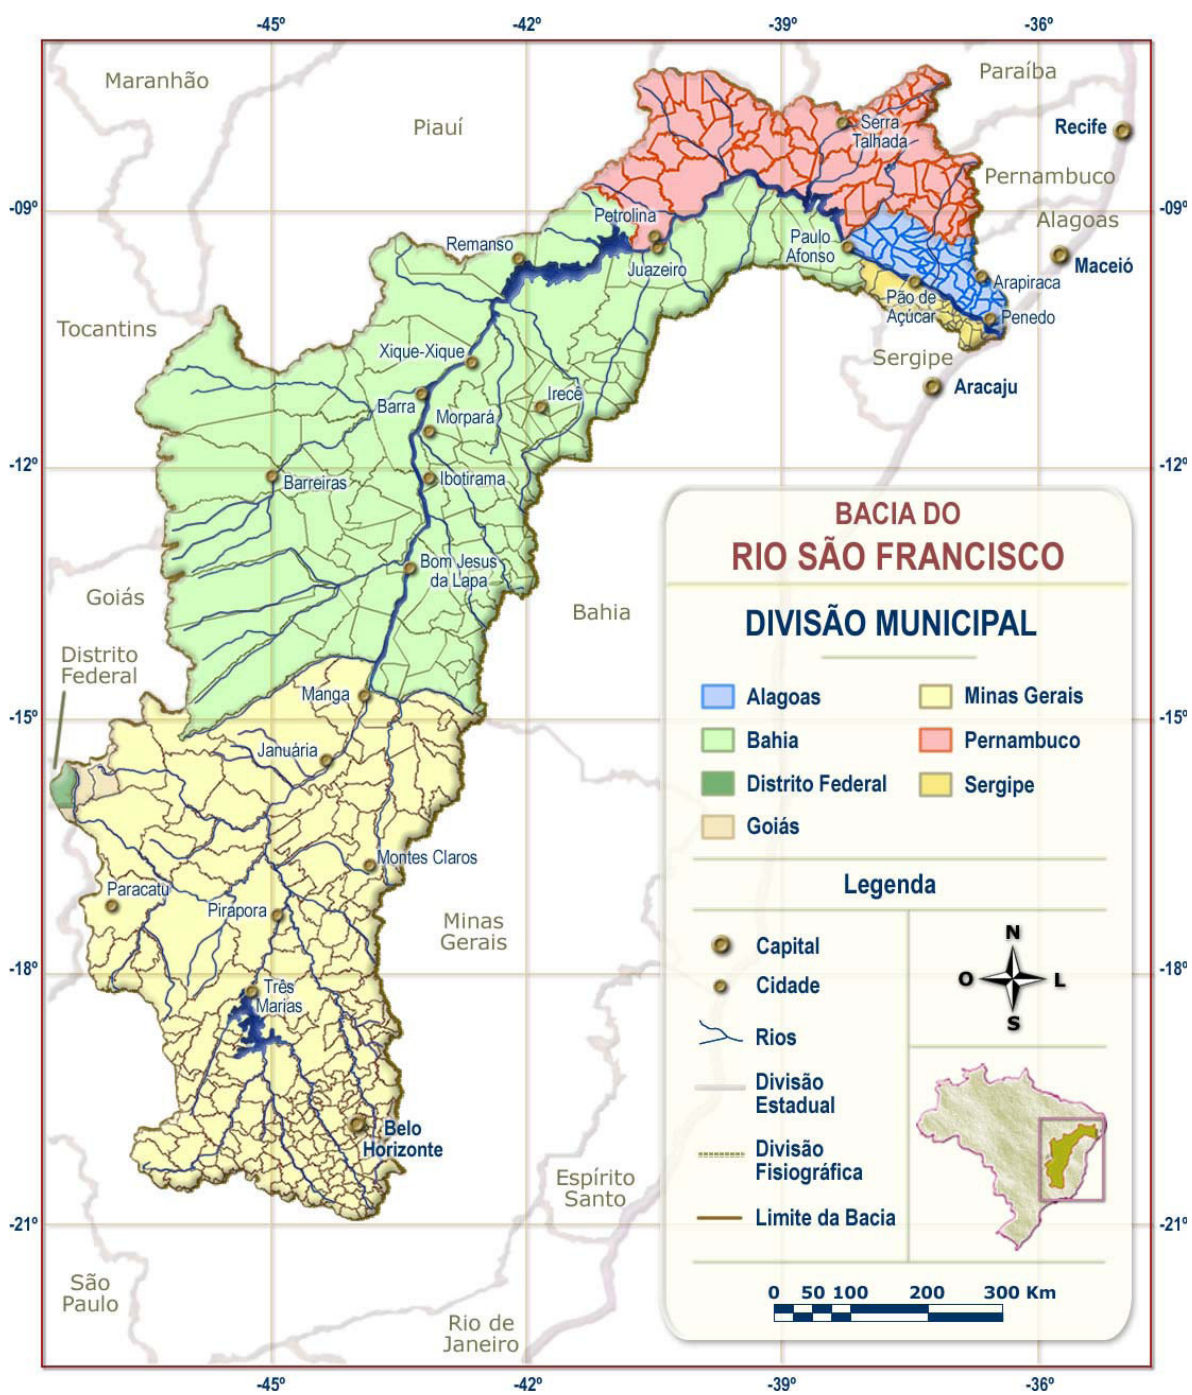 -45º
-42º
-39º
-36º
Maranhão
Paraíba
Piauí
Serra
Talhada
Recife
Pernambuco
-09º
-09º
Petrolina
Alagoas
Remanso
Paulo
Afonso
Juazeiro
Maceió
Arapiraca
Pão de
Açúcar
Penedo
Tocantins
Xique-Xique
Sergipe
Aracaju
Barra
Irecê
Morpará
-12º
-12º
Barreiras
Ibotirama
Bom Jesus
da Lapa
Goiás
Bahia
Distrito
Federal
Manga
-15º
-15º
Januária
Montes Claros
Paracatu
Pirapora
Minas
Gerais
-18º
-18º
Três
Marias
Belo
Horizonte
Espírito
Santo
-21º
-21º
São
Paulo
Rio de
Janeiro
BACIA DO
RIO SÃO FRANCISCO
DIVISÃO MUNICIPAL
Alagoas
Minas Gerais
Bahia
Pernambuco
Distrito Federal
Sergipe
Goiás
Legenda
Capital
Cidade
Rios
Divisão
Estadual
Divisão
Fisiográfica
Limite da Bacia
N
O
L
S
0 50 100 200 300 Km
-45º
-42º
-39º
-36º